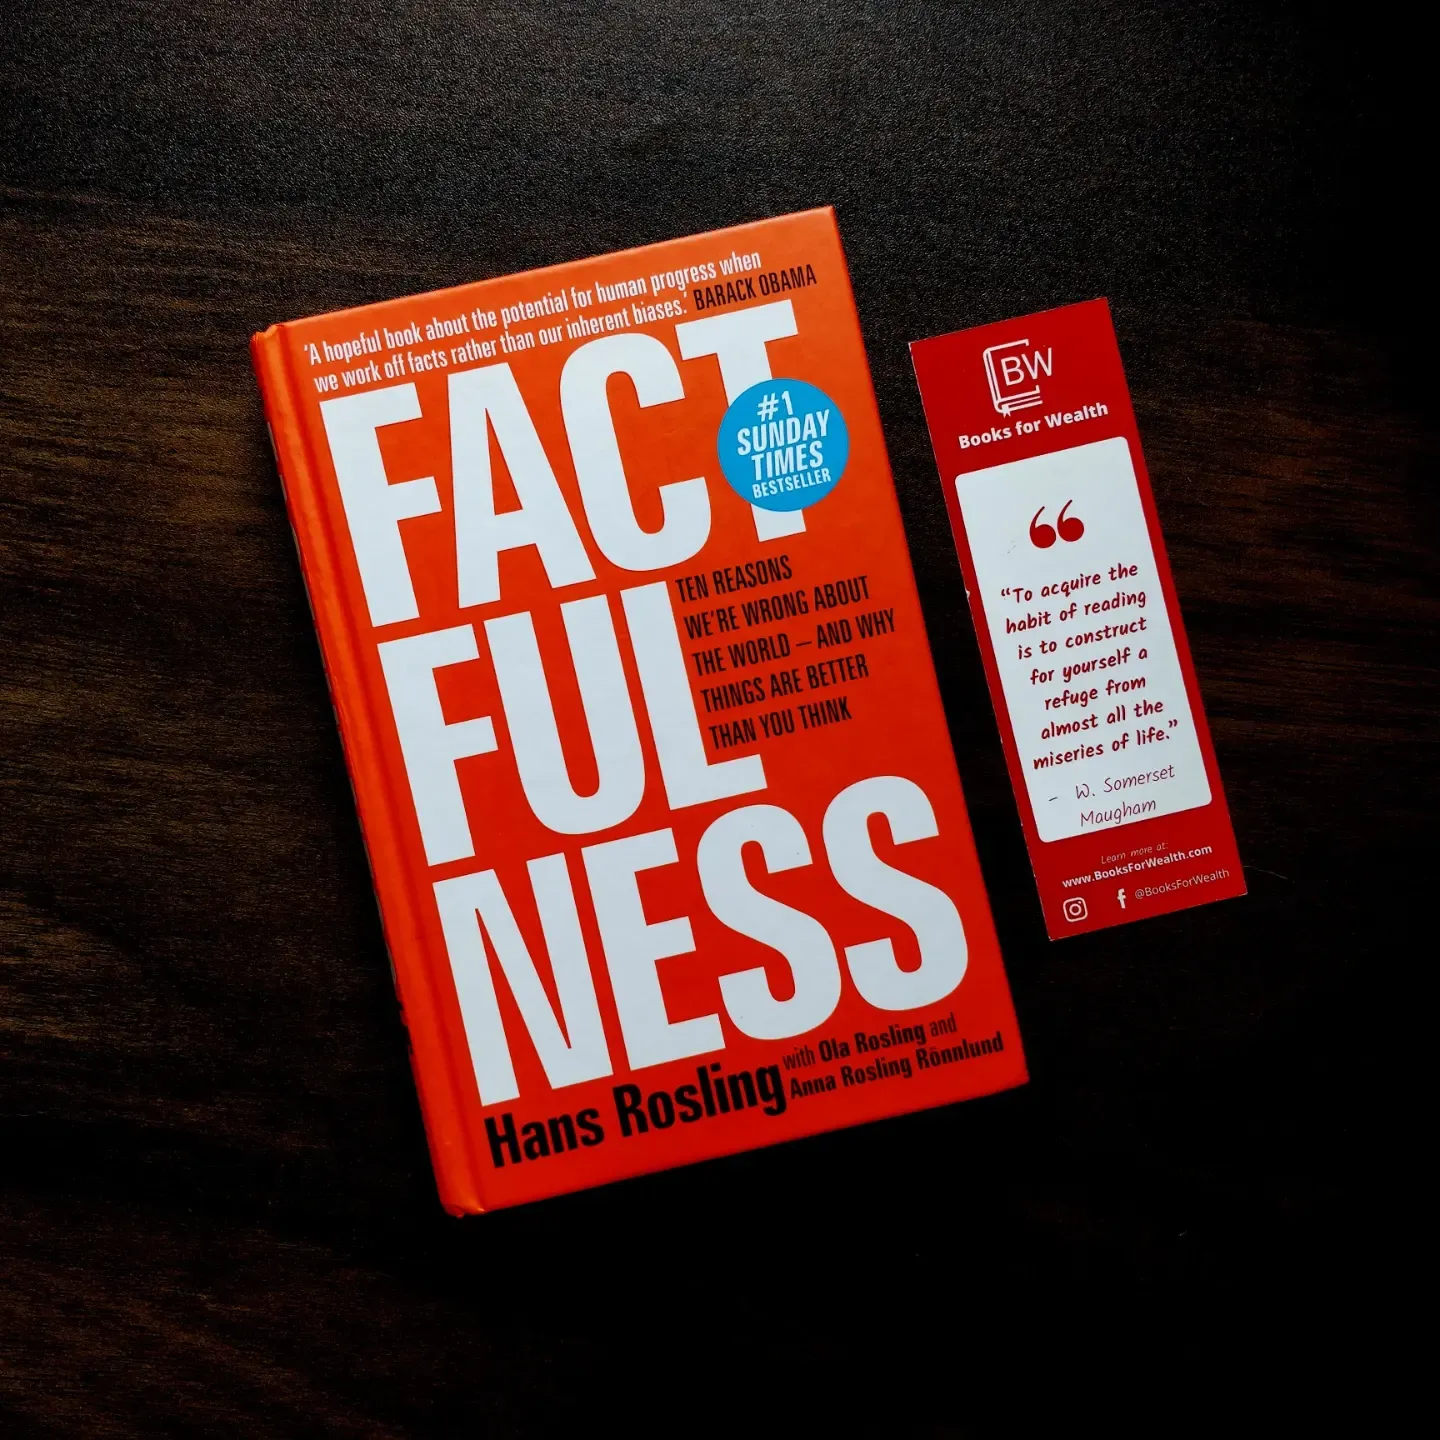 'A hopeful book about the potential for human progress when
we work off facts rather than our inherent biases.' BARACK OBAMA
FACT
#1
SUNDAY
TIMES
BESTSELLER
FUL
TEN REASONS
WE'RE WRONG ABOUT
THE WORLD – AND WHY
THINGS ARE BETTER
THAN YOU THINK
NESS
Hans Rosling with Ola Rosling and
Anna Rosling Rönnlund
BW
Books for Wealth
“
“To acquire the
habit of reading
is to construct
for yourself a
refuge from
almost all the
miseries of life.”
- W. Somerset
Maugham
Learn more at:
www.BooksForWealth.com
@BooksForWealth